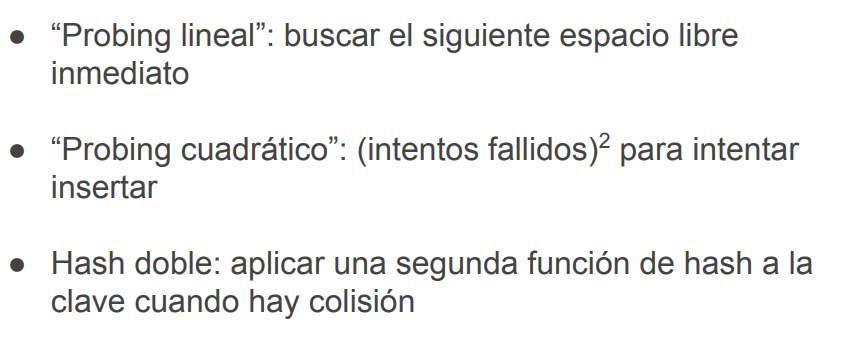 ● “Probing lineal”: buscar el siguiente espacio libre
inmediato
● “Probing cuadrático”: (intentos fallidos)² para intentar
insertar
● Hash doble: aplicar una segunda función de hash a la
clave cuando hay colisión